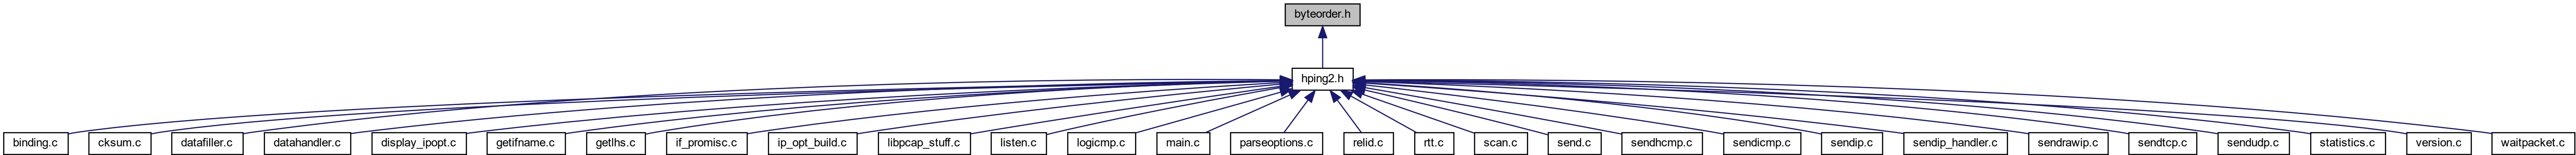 byteorder.h
hping2.h
binding.c
cksum.c
datafiller.c
datahandler.c
display_ipopt.c
getifname.c
getlhs.c
if_promisc.c
ip_opt_build.c
libpcap_stuff.c
listen.c
logicmp.c
main.c
parseoptions.c
relid.c
rtt.c
scan.c
send.c
sendhcmp.c
sendicmp.c
sendip.c
sendip_handler.c
sendrawip.c
sendtcp.c
sendudp.c
statistics.c
version.c
waitpacket.c